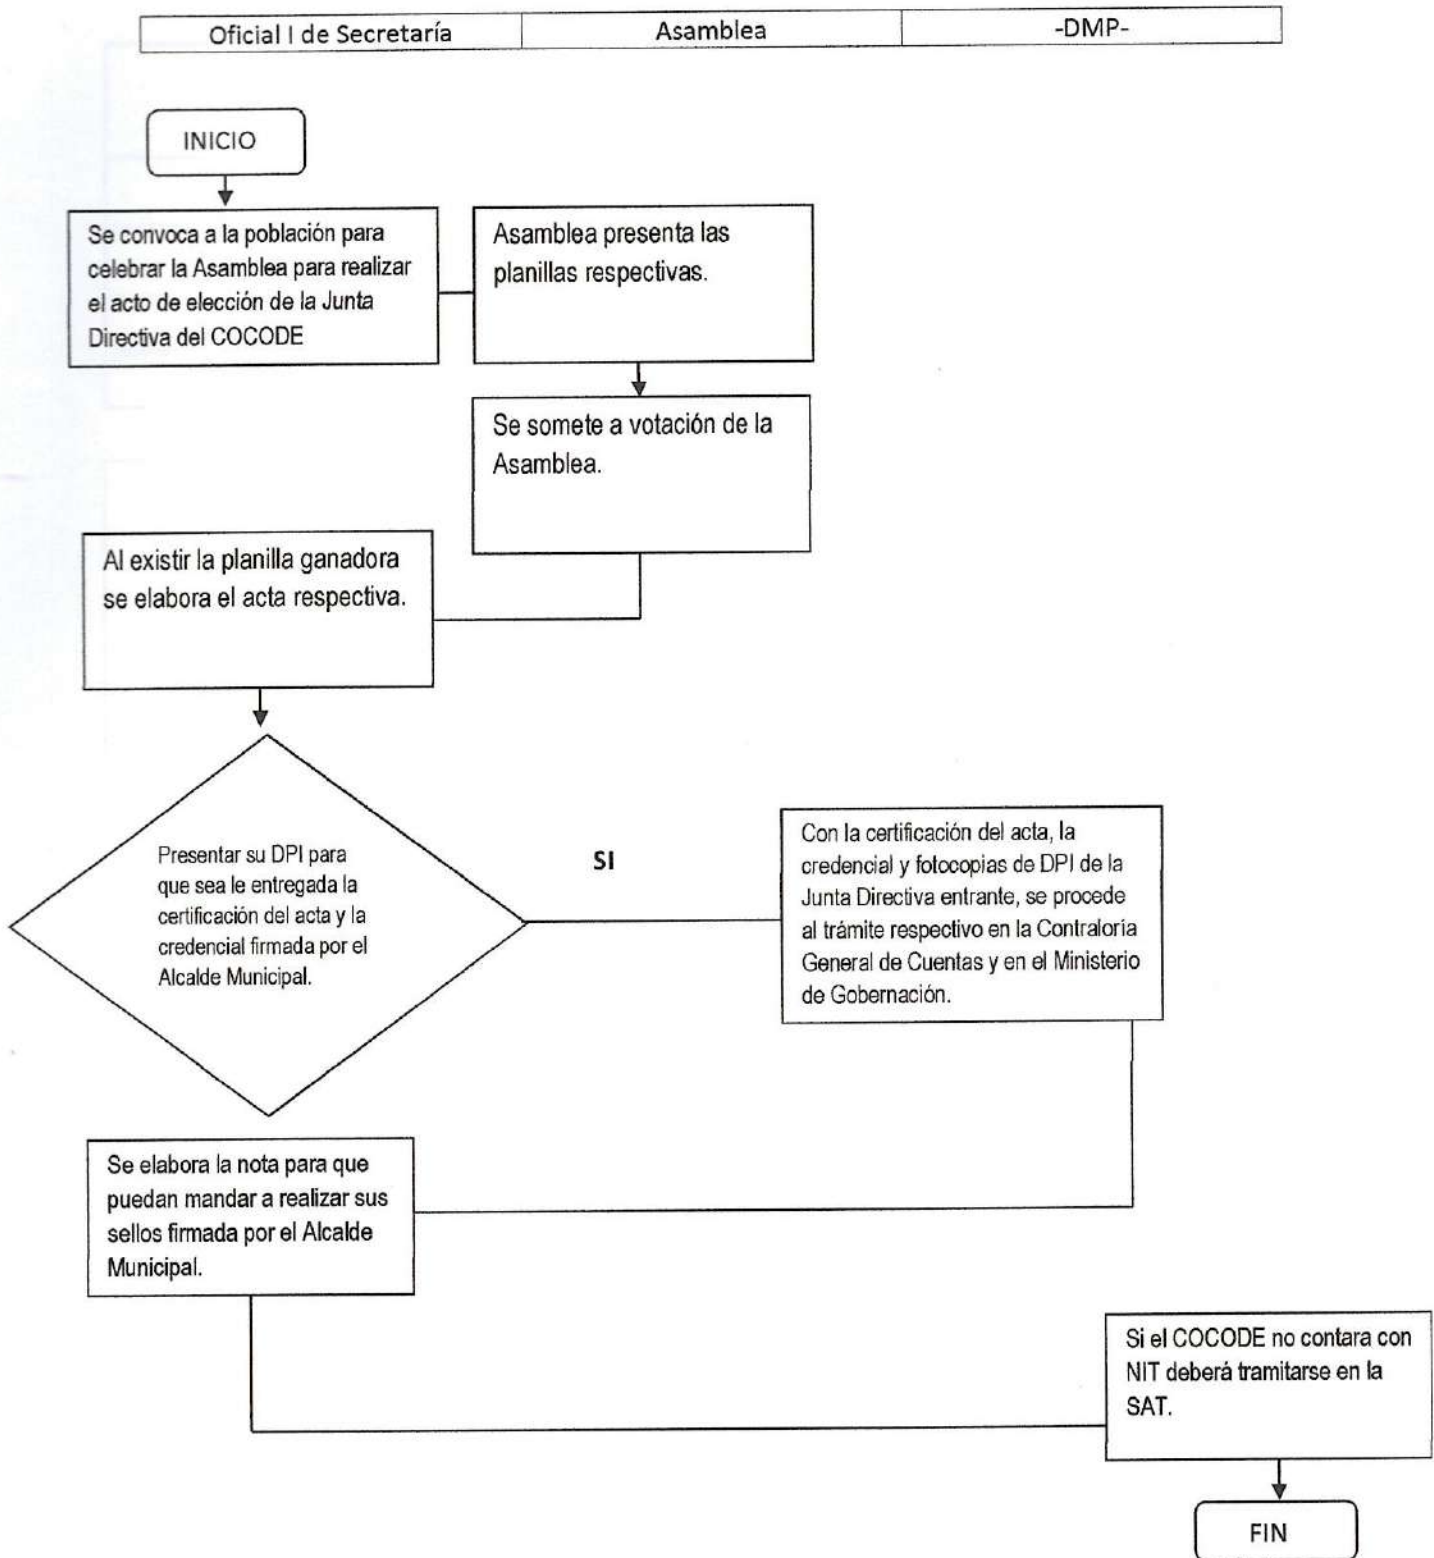 Oficial I de Secretaría
Asamblea
-DMP-
INICIO
Se convoca a la población para
celebrar la Asamblea para realizar
el acto de elección de la Junta
Directiva del COCODE
Asamblea presenta las
planillas respectivas.
Se somete a votación de la
Asamblea.
Al existir la planilla ganadora
se elabora el acta respectiva.
Presentar su DPI para
que sea le entregada la
certificación del acta y la
credencial firmada por el
Alcalde Municipal.
SI
Con la certificación del acta, la
credencial y fotocopias de DPI de la
Junta Directiva entrante, se procede
al trámite respectivo en la Contraloría
General de Cuentas y en el Ministerio
de Gobernación.
Se elabora la nota para que
puedan mandar a realizar sus
sellos firmada por el Alcalde
Municipal.
Si el COCODE no contara con
NIT deberá tramitarse en la
SAT.
FIN